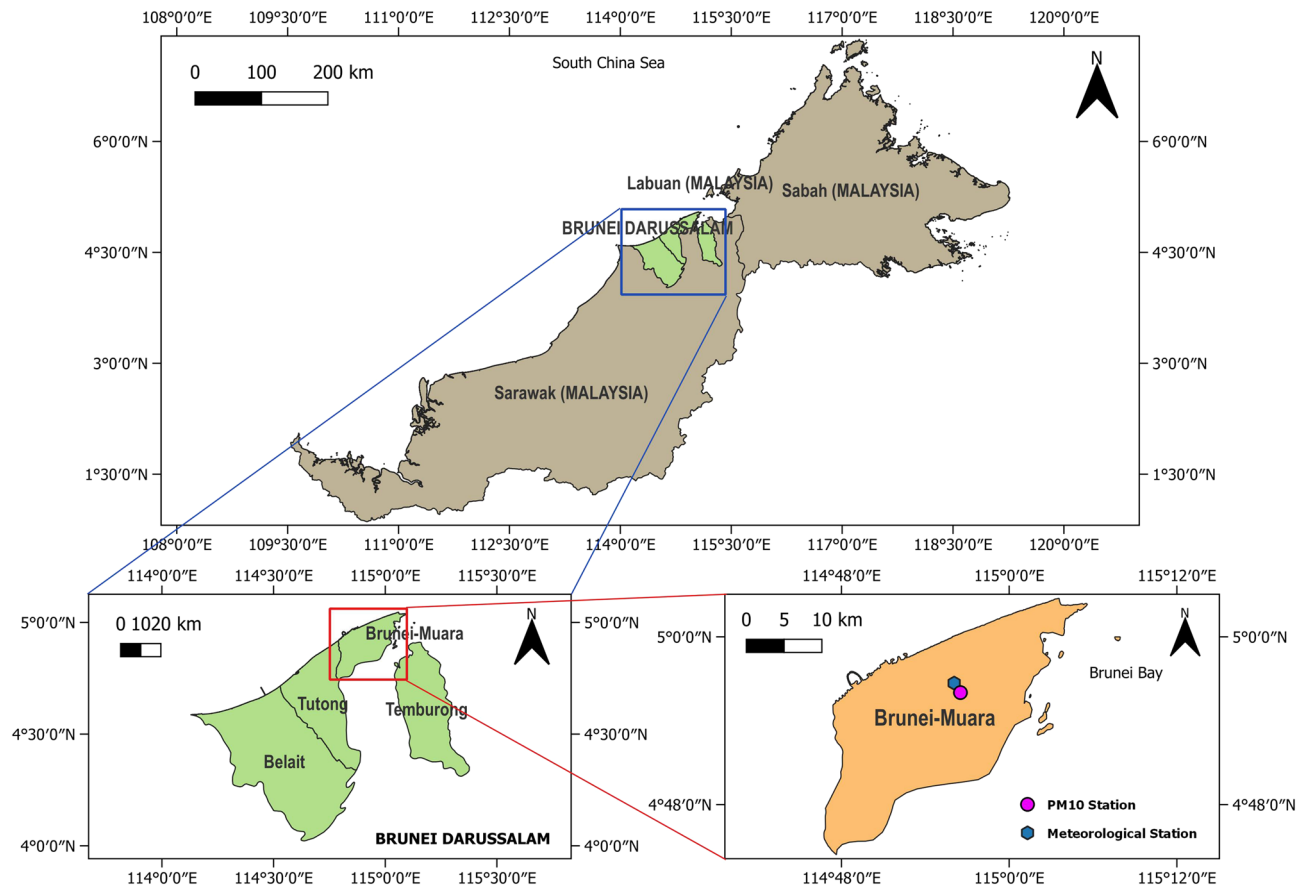 108°0′0″E 109°30′0″E 111°0′0″E 112°30′0″E 114°0′0″E 115°30′0″E 117°0′0″E 118°30′0″E 120°0′0″E
0 100 200 km
South China Sea
N
6°0′0″N 6°0′0″N
Labuan (MALAYSIA)
Sabah (MALAYSIA)
BRUNEI DARUSSALAM
4°30′0″N 4°30′0″N
3°0′0″N 3°0′0″N
Sarawak (MALAYSIA)
1°30′0″N 1°30′0″N
108°0′0″E 109°30′0″E 111°0′0″E 112°30′0″E 114°0′0″E 115°30′0″E 117°0′0″E 118°30′0″E 120°0′0″E
114°0′0″E 114°30′0″E 115°0′0″E 115°30′0″E
0 1020 km
N
5°0′0″N 5°0′0″N
Brunei-Muara
Tutong
Temburong
4°30′0″N 4°30′0″N
Belait
BRUNEI DARUSSALAM
4°0′0″N 4°0′0″N
114°0′0″E 114°30′0″E 115°0′0″E 115°30′0″E
114°48′0″E 115°0′0″E 115°12′0″E
0 5 10 km
N
5°0′0″N 5°0′0″N
Brunei Bay
Brunei-Muara
4°48′0″N 4°48′0″N
PM10 Station
Meteorological Station
114°48′0″E 115°0′0″E 115°12′0″E